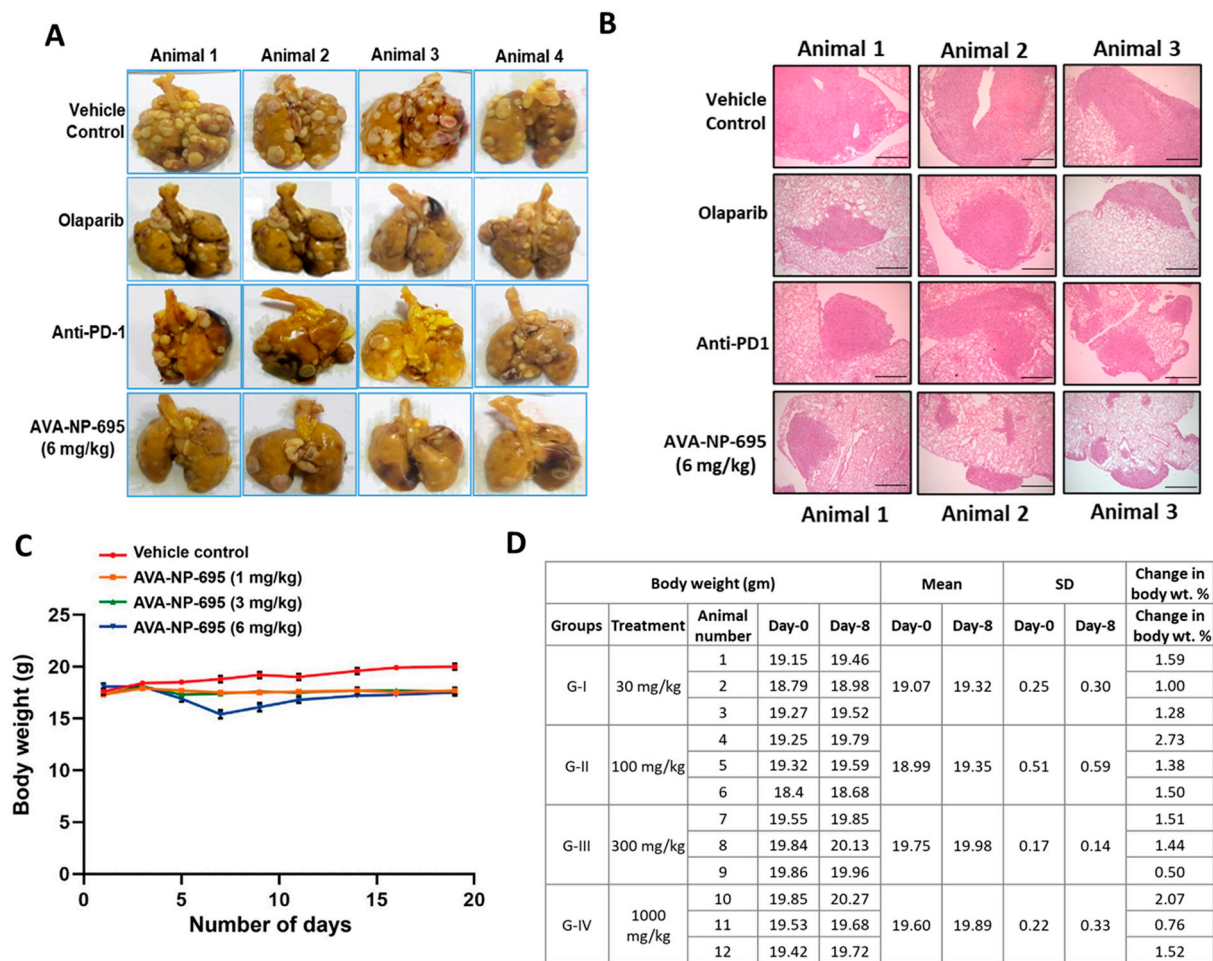 A
Animal 1 Animal 2 Animal 3 Animal 4
Vehicle
Control
Olaparib
Anti-PD-1
AVA-NP-695
(6 mg/kg)
B
Animal 1 Animal 2 Animal 3
Vehicle
Control
Olaparib
Anti-PD1
AVA-NP-695
(6 mg/kg)
Animal 1 Animal 2 Animal 3
C
Vehicle control
AVA-NP-695 (1 mg/kg)
AVA-NP-695 (3 mg/kg)
AVA-NP-695 (6 mg/kg)
Body weight (g)
25
20
15
10
5
0
0 5 10 15 20
Number of days
D
Body weight (gm) Mean SD Change in
body wt. %
Groups Treatment Animal
number Day-0 Day-8 Day-0 Day-8 Day-0 Day-8 Change in
body wt. %
G-I 30 mg/kg 1 19.15 19.46 19.07 19.32 0.25 0.30 1.59
2 18.79 18.98 1.00
3 19.27 19.52 1.28
G-II 100 mg/kg 4 19.25 19.79 18.99 19.35 0.51 0.59 2.73
5 19.32 19.59 1.38
6 18.4 18.68 1.50
G-III 300 mg/kg 7 19.55 19.85 19.75 19.98 0.17 0.14 1.51
8 19.84 20.13 1.44
9 19.86 19.96 0.50
G-IV 1000
mg/kg 10 19.85 20.27 19.60 19.89 0.22 0.33 2.07
11 19.53 19.68 0.76
12 19.42 19.72 1.52